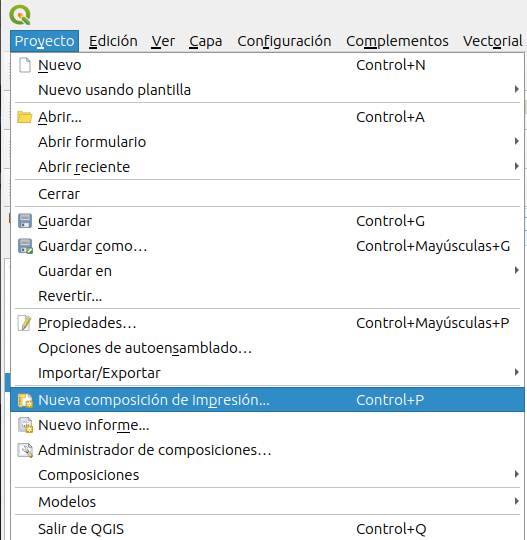 Proyecto Edición Ver Capa Configuración Complementos Vectorial
Nuevo Control+N
Nuevo usando plantilla
Abrir... Control+A
Abrir formulario
Abrir reciente
Cerrar
Guardar Control+G
Guardar como… Control+Mayúsculas+G
Guardar en
Revertir...
Propiedades… Control+Mayúsculas+P
Opciones de autoensamblado…
Importar/Exportar
Nueva composición de impresión... Control+P
Nuevo informe...
Administrador de composiciones…
Composiciones
Modelos
Salir de QGIS Control+Q